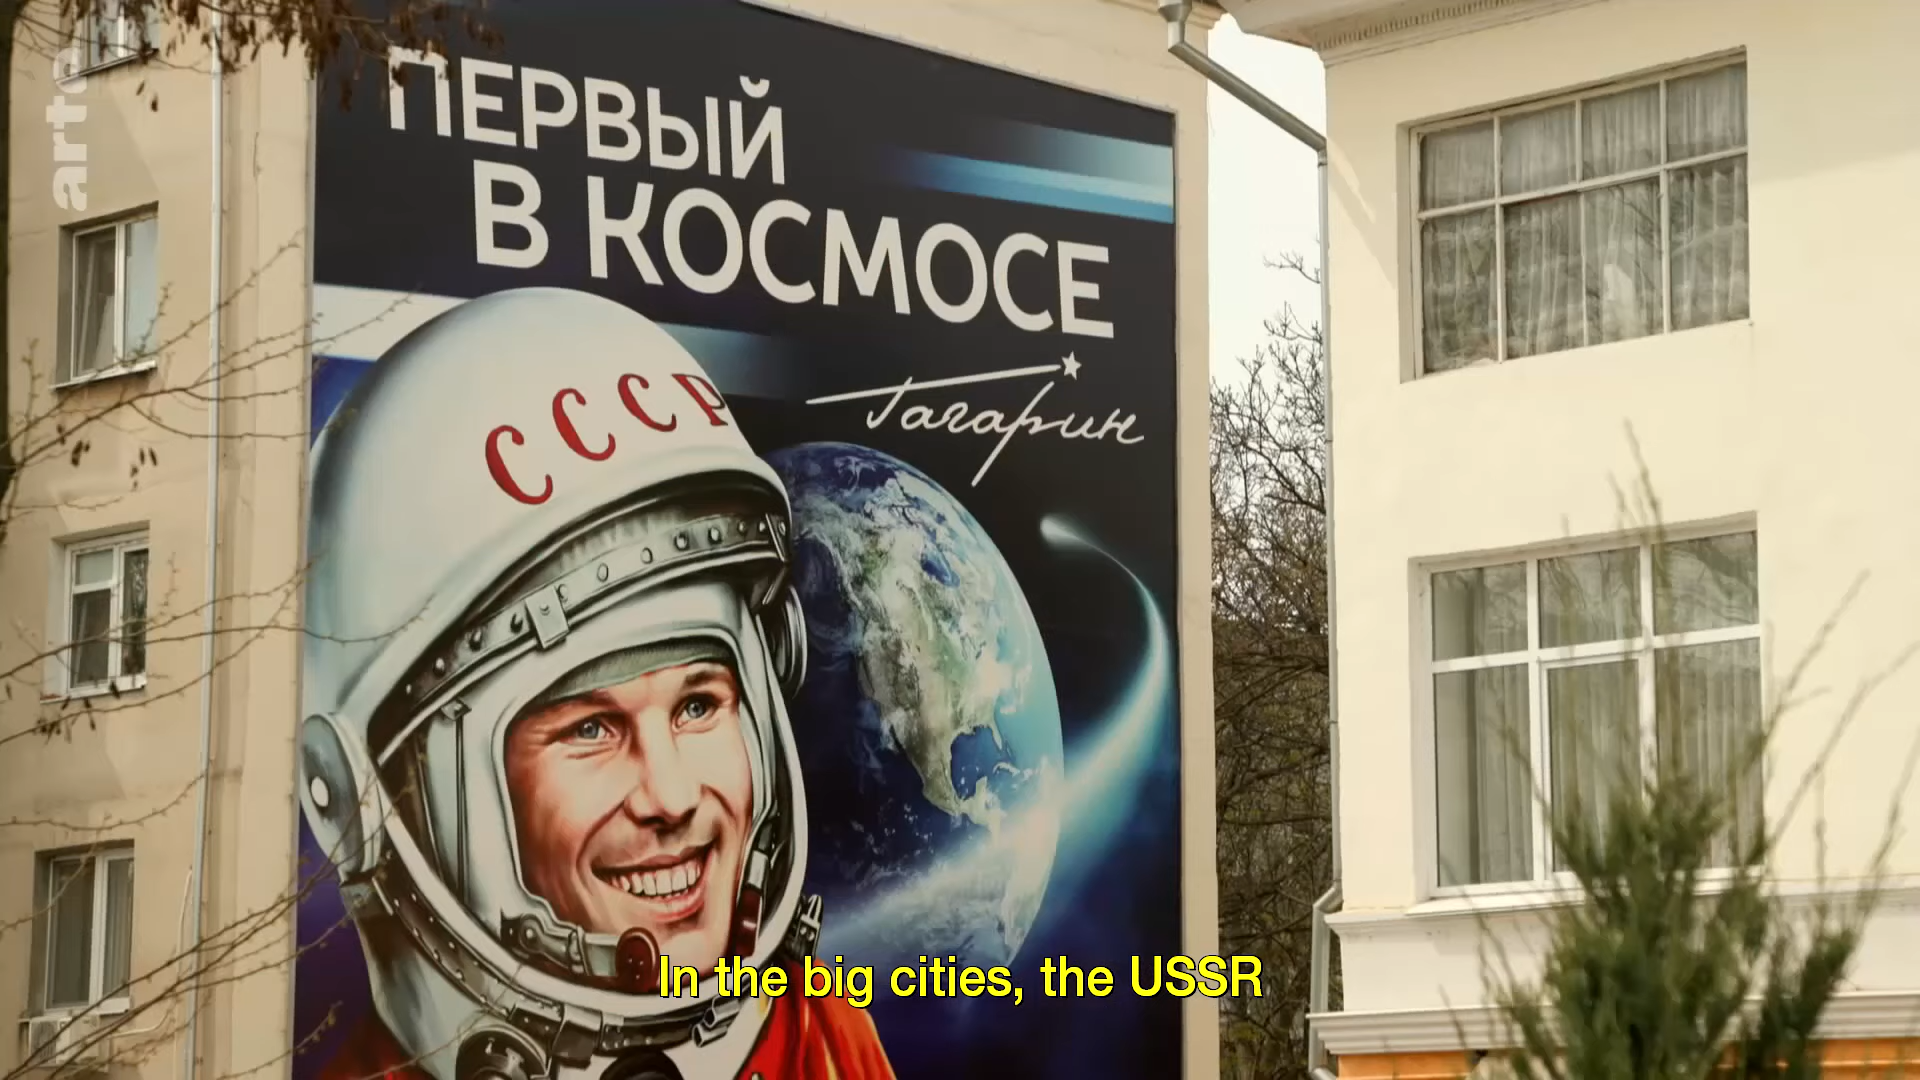 arte
ПЕРВЫЙ
В КОСМОСЕ
Гагарин
СССР
In the big cities, the USSR